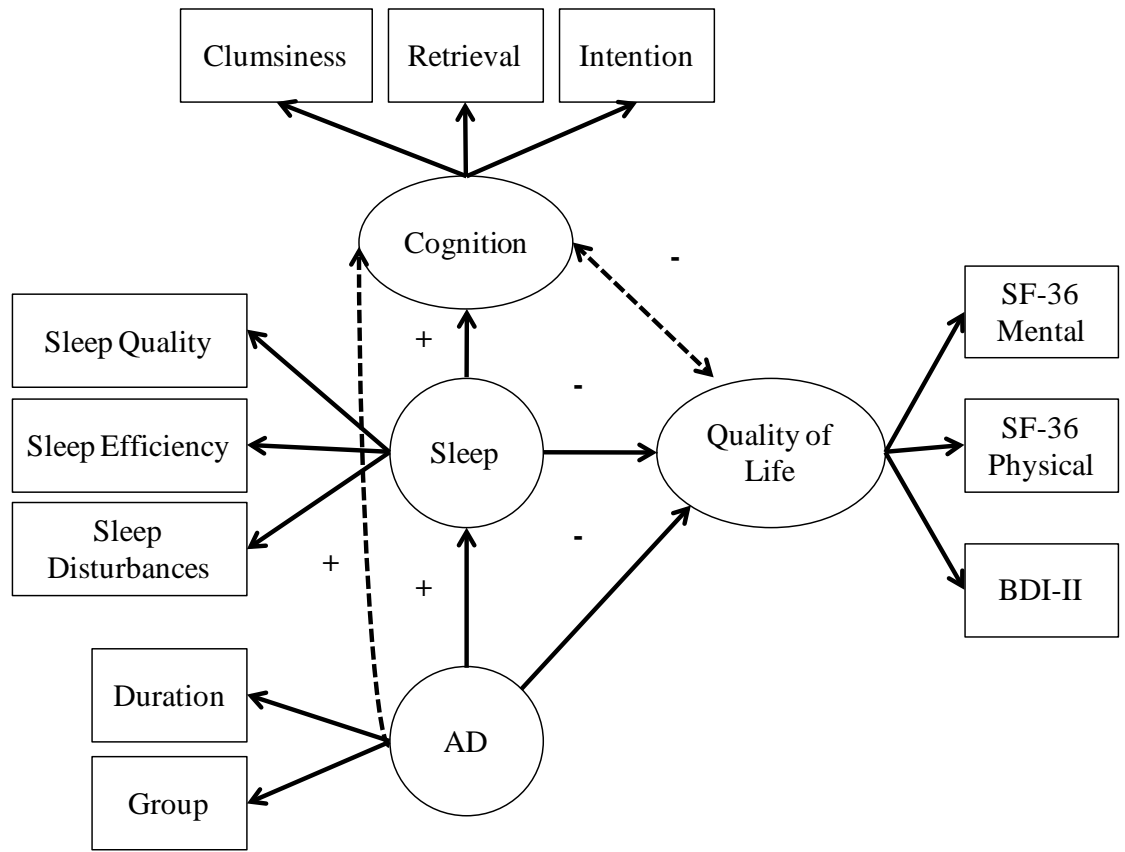 Clumsiness
Retrieval
Intention
Cognition
-
SF-36
Mental
Sleep Quality
+
-
Sleep Efficiency
Sleep
Quality of
Life
SF-36
Physical
Sleep
Disturbances
+
+
-
BDI-II
Duration
AD
Group